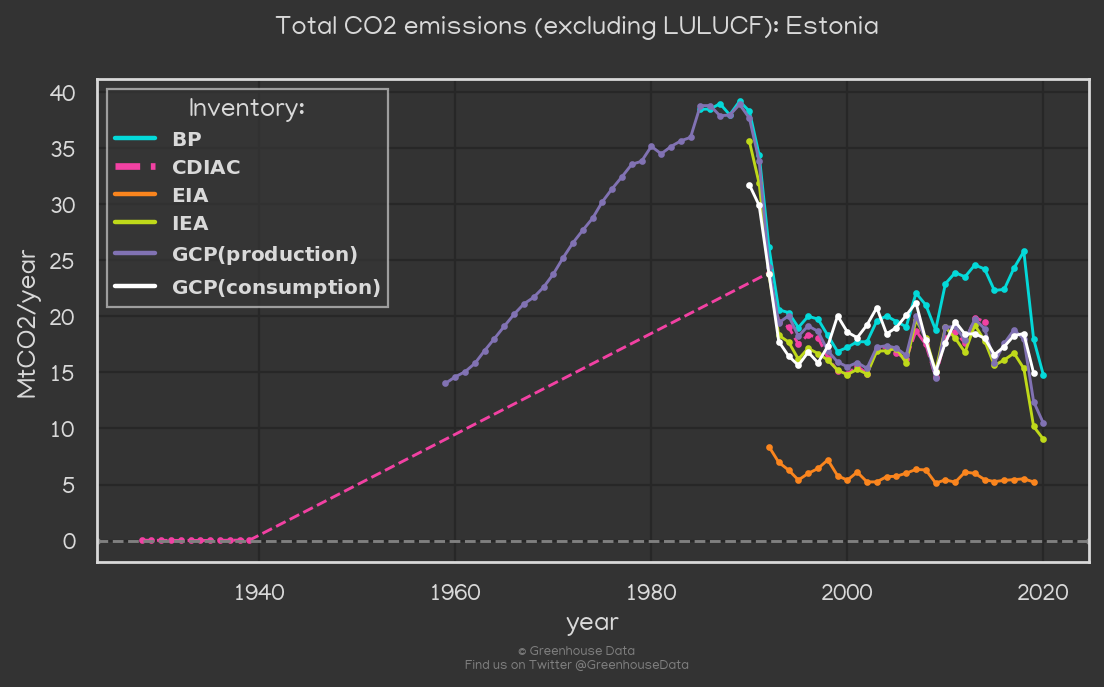 Total CO2 emissions (excluding LULUCF): Estonia
Inventory:
BP
CDIAC
EIA
IEA
GCP(production)
GCP(consumption)
MtCO2/year
40
35
30
25
20
15
10
5
0
1940 1960 1980 2000 2020
year
© Greenhouse Data
Find us on Twitter @GreenhouseData